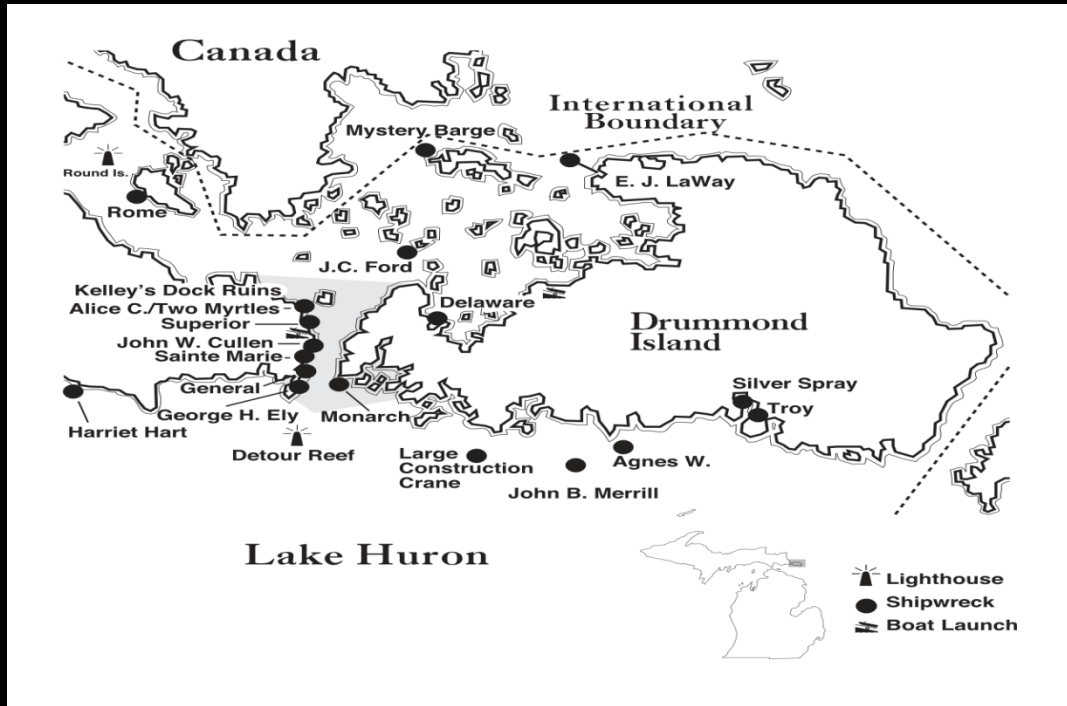 Canada
International
Boundary
Mystery Barge
Round Is.
E. J. LaWay
Rome
J.C. Ford
Kelley's Dock Ruins
Alice C./Two Myrtles
Superior
John W. Cullen
Sainte Marie
General
George H. Ely
Delaware
Drummond
Island
Silver Spray
Troy
Monarch
Harriet Hart
Detour Reef
Large
Construction
Crane
Agnes W.
John B. Merrill
Lake Huron
Lighthouse
Shipwreck
Boat Launch